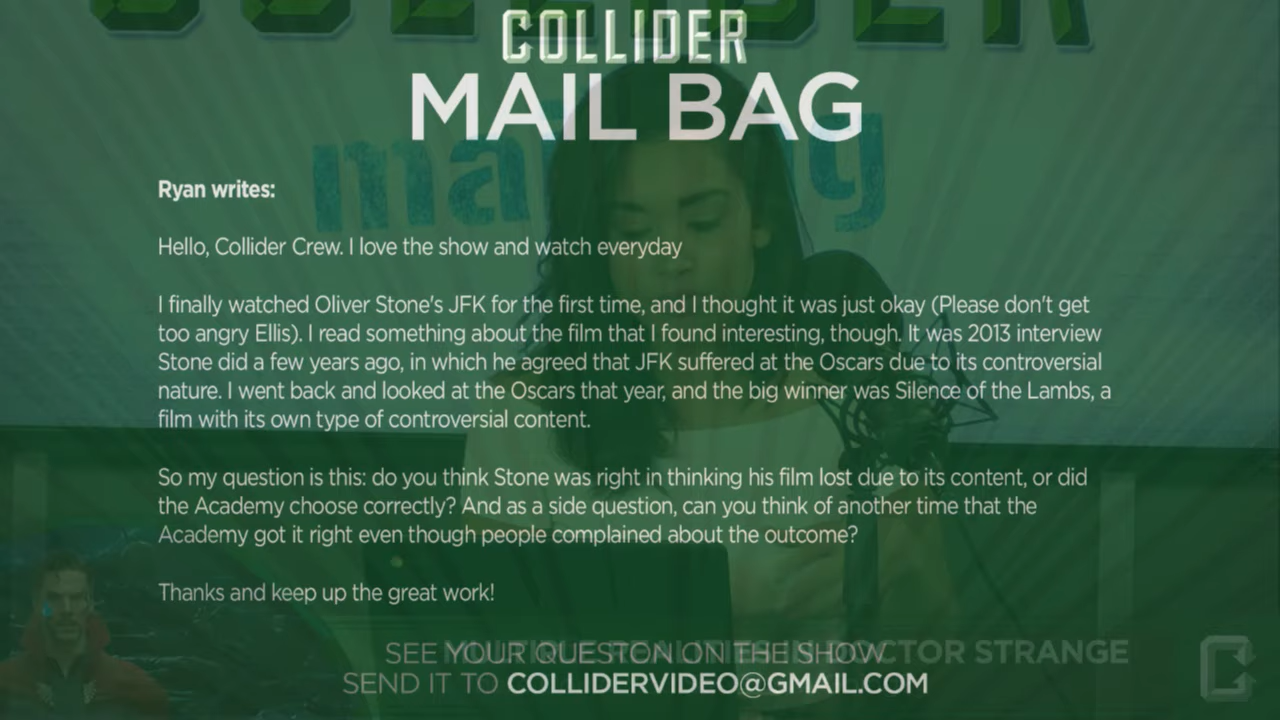 COLLIDER
COLLIDER
MAIL BAG
Ryan writes:
Hello, Collider Crew. I love the show and watch everyday
I finally watched Oliver Stone's JFK for the first time, and I thought it was just okay (Please don't get
too angry Ellis). I read something about the film that I found interesting, though. It was 2013 interview
Stone did a few years ago, in which he agreed that JFK suffered at the Oscars due to its controversial
nature. I went back and looked at the Oscars that year, and the big winner was Silence of the Lambs, a
film with its own type of controversial content.
So my question is this: do you think Stone was right in thinking his film lost due to its content, or did
the Academy choose correctly? And as a side question, can you think of another time that the
Academy got it right even though people complained about the outcome?
Thanks and keep up the great work!
SEE YOUR QUESTION ON THE SHOW
MULTIPLE REALITIES IN DOCTOR STRANGE
SEND IT TO COLLIDERVIDEO@GMAIL.COM